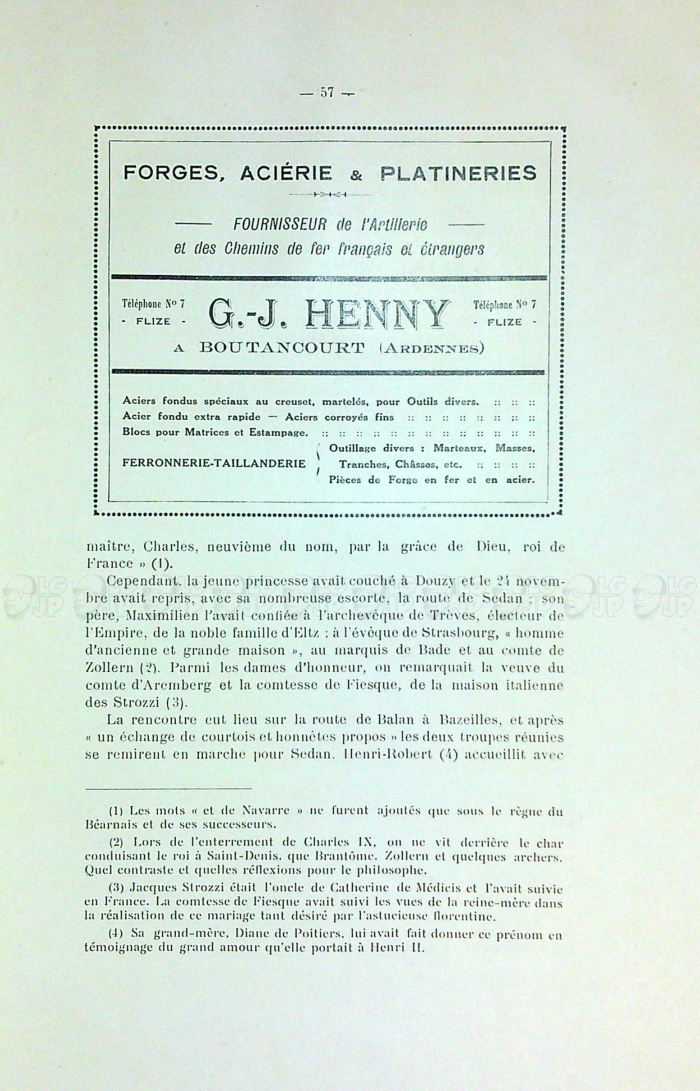 — 57 —
FORGES, ACIÉRIE & PLATINERIES
FOURNISSEUR de l'Artillerie
et des Chemins de fer français et étrangers
Téléphone No 7
- FLIZE -
G.-J. HENNY
Téléphone No 7
- FLIZE -
A BOUTANCOURT (ARDENNES)
Aciers fondus spéciaux au creuset, martelés, pour Outils divers. :: :: ::
Acier fondu extra rapide — Aciers corroyés fins :: :: :: :: :: :: :: ::
Blocs pour Matrices et Estampage. :: :: :: :: :: :: :: :: :: :: :: :: ::
FERRONNERIE-TAILLANDERIE
Outillage divers : Marteaux, Masses,
Tranches, Châsses, etc. :: :: :: ::
Pièces de Forge en fer et en acier.
maître, Charles, neuvième du nom, par la grâce de Dieu, roi de
France » (1).
Cependant, la jeune princesse avait couché à Douzy et le 24 novem-
bre avait repris, avec sa nombreuse escorte, la route de Sedan ; son
père, Maximilien l'avait confiée à l'archevêque de Trèves, électeur de
l'Empire, de la noble famille d'Eltz ; à l'évêque de Strasbourg, « homme
d'ancienne et grande maison », au marquis de Bade et au comte de
Zollern (2). Parmi les dames d'honneur, on remarquait la veuve du
comte d'Aremberg et la comtesse de Fiesque, de la maison italienne
des Strozzi (3).
La rencontre eut lieu sur la route de Balan à Bazeilles, et après
« un échange de courtois et honnêtes propos » les deux troupes réunies
se remirent en marche pour Sedan. Henri-Robert (4) accueillit avec
(1) Les mots « et de Navarre » ne furent ajoutés que sous le règne du
Béarnais et de ses successeurs.
(2) Lors de l'enterrement de Charles IX, on ne vit derrière le char
conduisant le roi à Saint-Denis, que Brantôme, Zollern et quelques archers.
Quel contraste et quelles réflexions pour le philosophe.
(3) Jacques Strozzi était l'oncle de Catherine de Médicis et l'avait suivie
en France. La comtesse de Fiesque avait suivi les vues de la reine-mère dans
la réalisation de ce mariage tant désiré par l'astucieuse florentine.
(4) Sa grand-mère, Diane de Poitiers, lui avait fait donner ce prénom en
témoignage du grand amour qu'elle portait à Henri II.